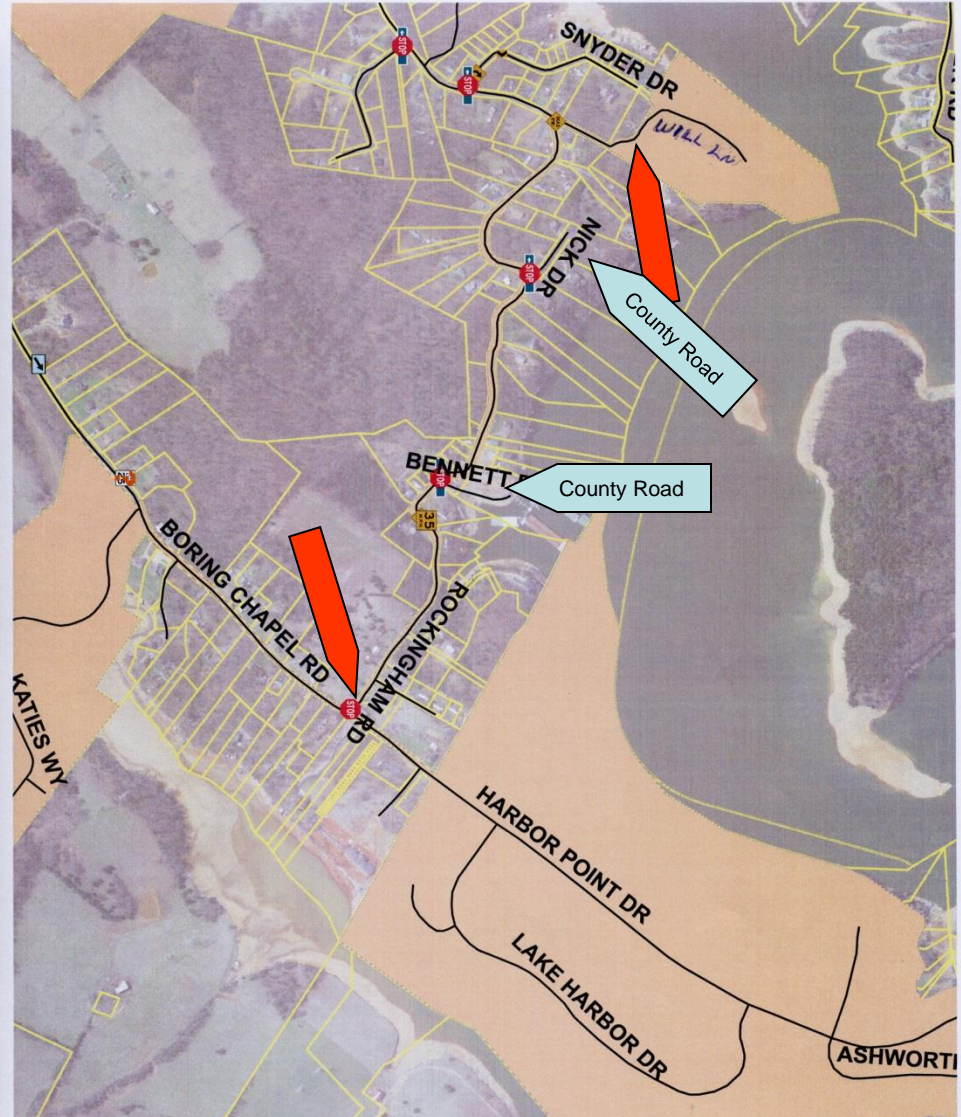 SNYDER DR
WILL LN
NICK DR
County Road
BENNETT
County Road
35
BORING CHAPEL RD
ROCKINGHAM RD
KATIES WY
HARBOR POINT DR
LAKE HARBOR DR
ASHWORTH
STOP
STOP
STOP
STOP
STOP
RD